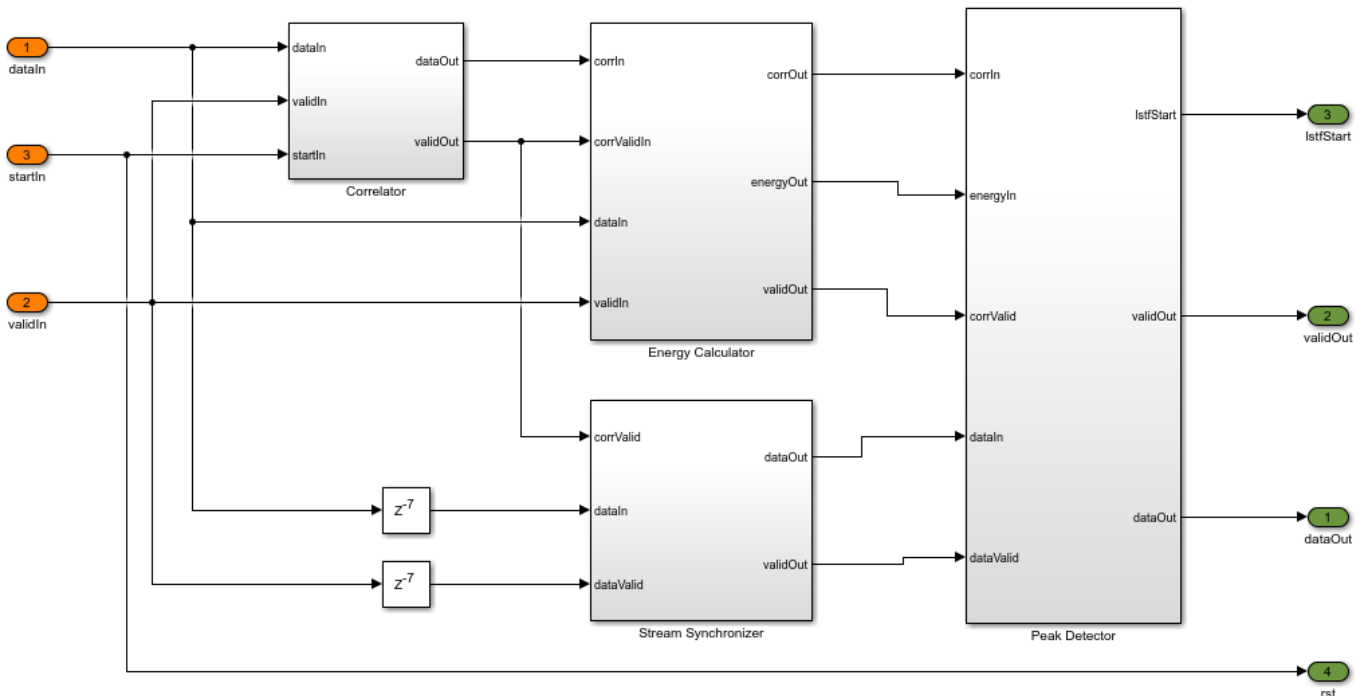 1
dataIn
3
startIn
2
validIn
dataIn
validIn
startIn
dataOut
validOut
Correlator
corrIn
corrValidIn
dataIn
validIn
corrOut
energyOut
validOut
Energy Calculator
z-7
z-7
corrValid
dataIn
dataValid
dataOut
validOut
Stream Synchronizer
corrIn
energyIn
corrValid
dataIn
dataValid
lstfStart
validOut
dataOut
Peak Detector
3
lstfStart
2
validOut
1
dataOut
4
rst